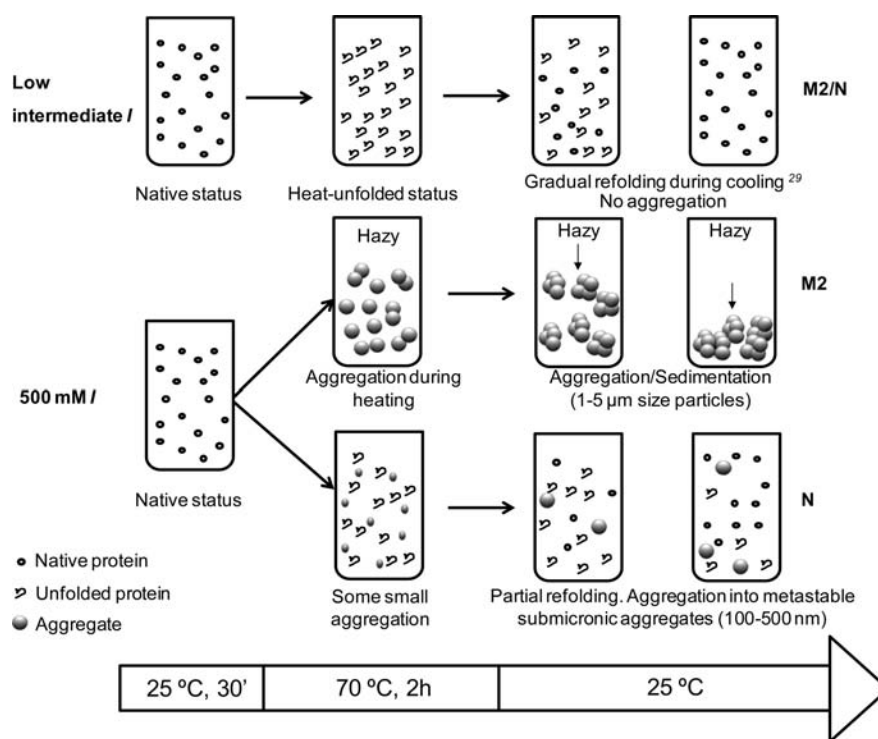 Low
intermediate I
Native status
Heat-unfolded status
Gradual refolding during cooling 29
No aggregation
M2/N
500 mM I
Native status
Hazy
Aggregation during
heating
Hazy
Hazy
Aggregation/Sedimentation
(1-5 µm size particles)
M2
Some small
aggregation
Partial refolding. Aggregation into metastable
submicronic aggregates (100-500 nm)
N
Native protein
Unfolded protein
Aggregate
25 ºC, 30’
70 ºC, 2h
25 ºC